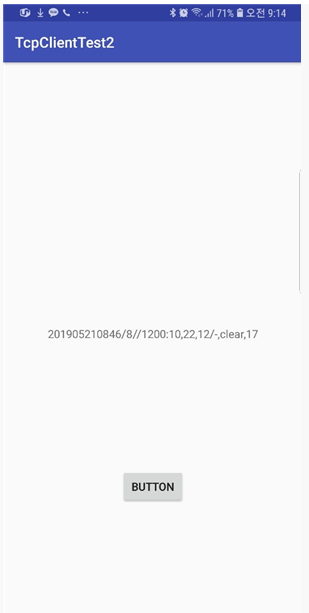 71% 오전 9:14
TcpClientTest2
201905210846/8//1200:10,22,12/-,clear,17
BUTTON